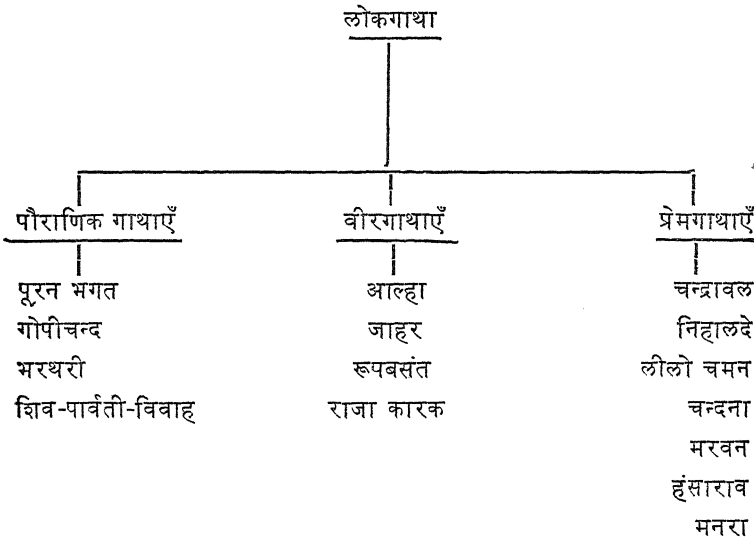 लोकगाथा
पौराणिक गाथाएँ वीरगाथाएँ प्रेमगाथाएँ
पूरन भगत आल्हा चन्द्रावल
गोपीचन्द जाहर निहालदे
भरथरी रूपबसंत लीलो चमन
शिव-पार्वती-विवाह राजा कारक चन्दना
मरवन
हंसाराव
मनरा